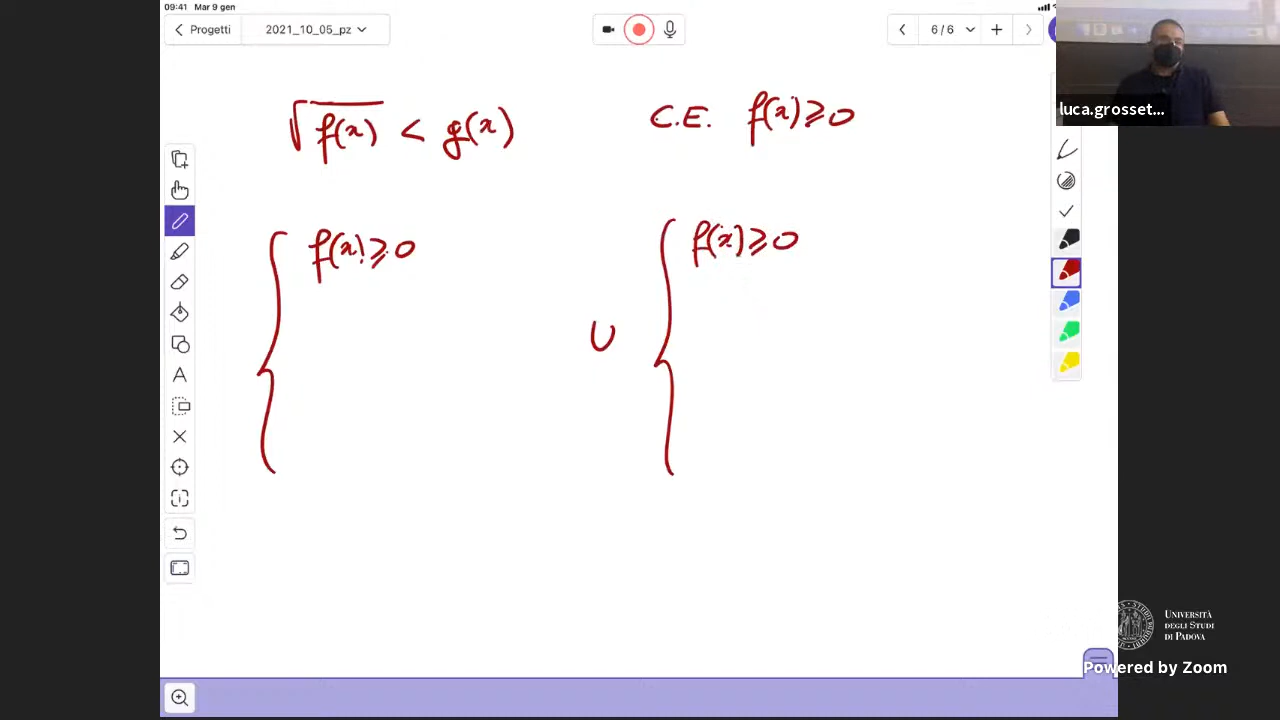 09:41 Mar 9 gen
Progetti
2021_10_05_pz
6/6
√f(x) < g(x)
C.E. f(x) ⩾ 0
luca.grosset...
{ f(x) ⩾ 0
U
{ f(x) ⩾ 0
A
UNIVERSITÀ
DEGLI STUDI
DI PADOVA
Powered by Zoom